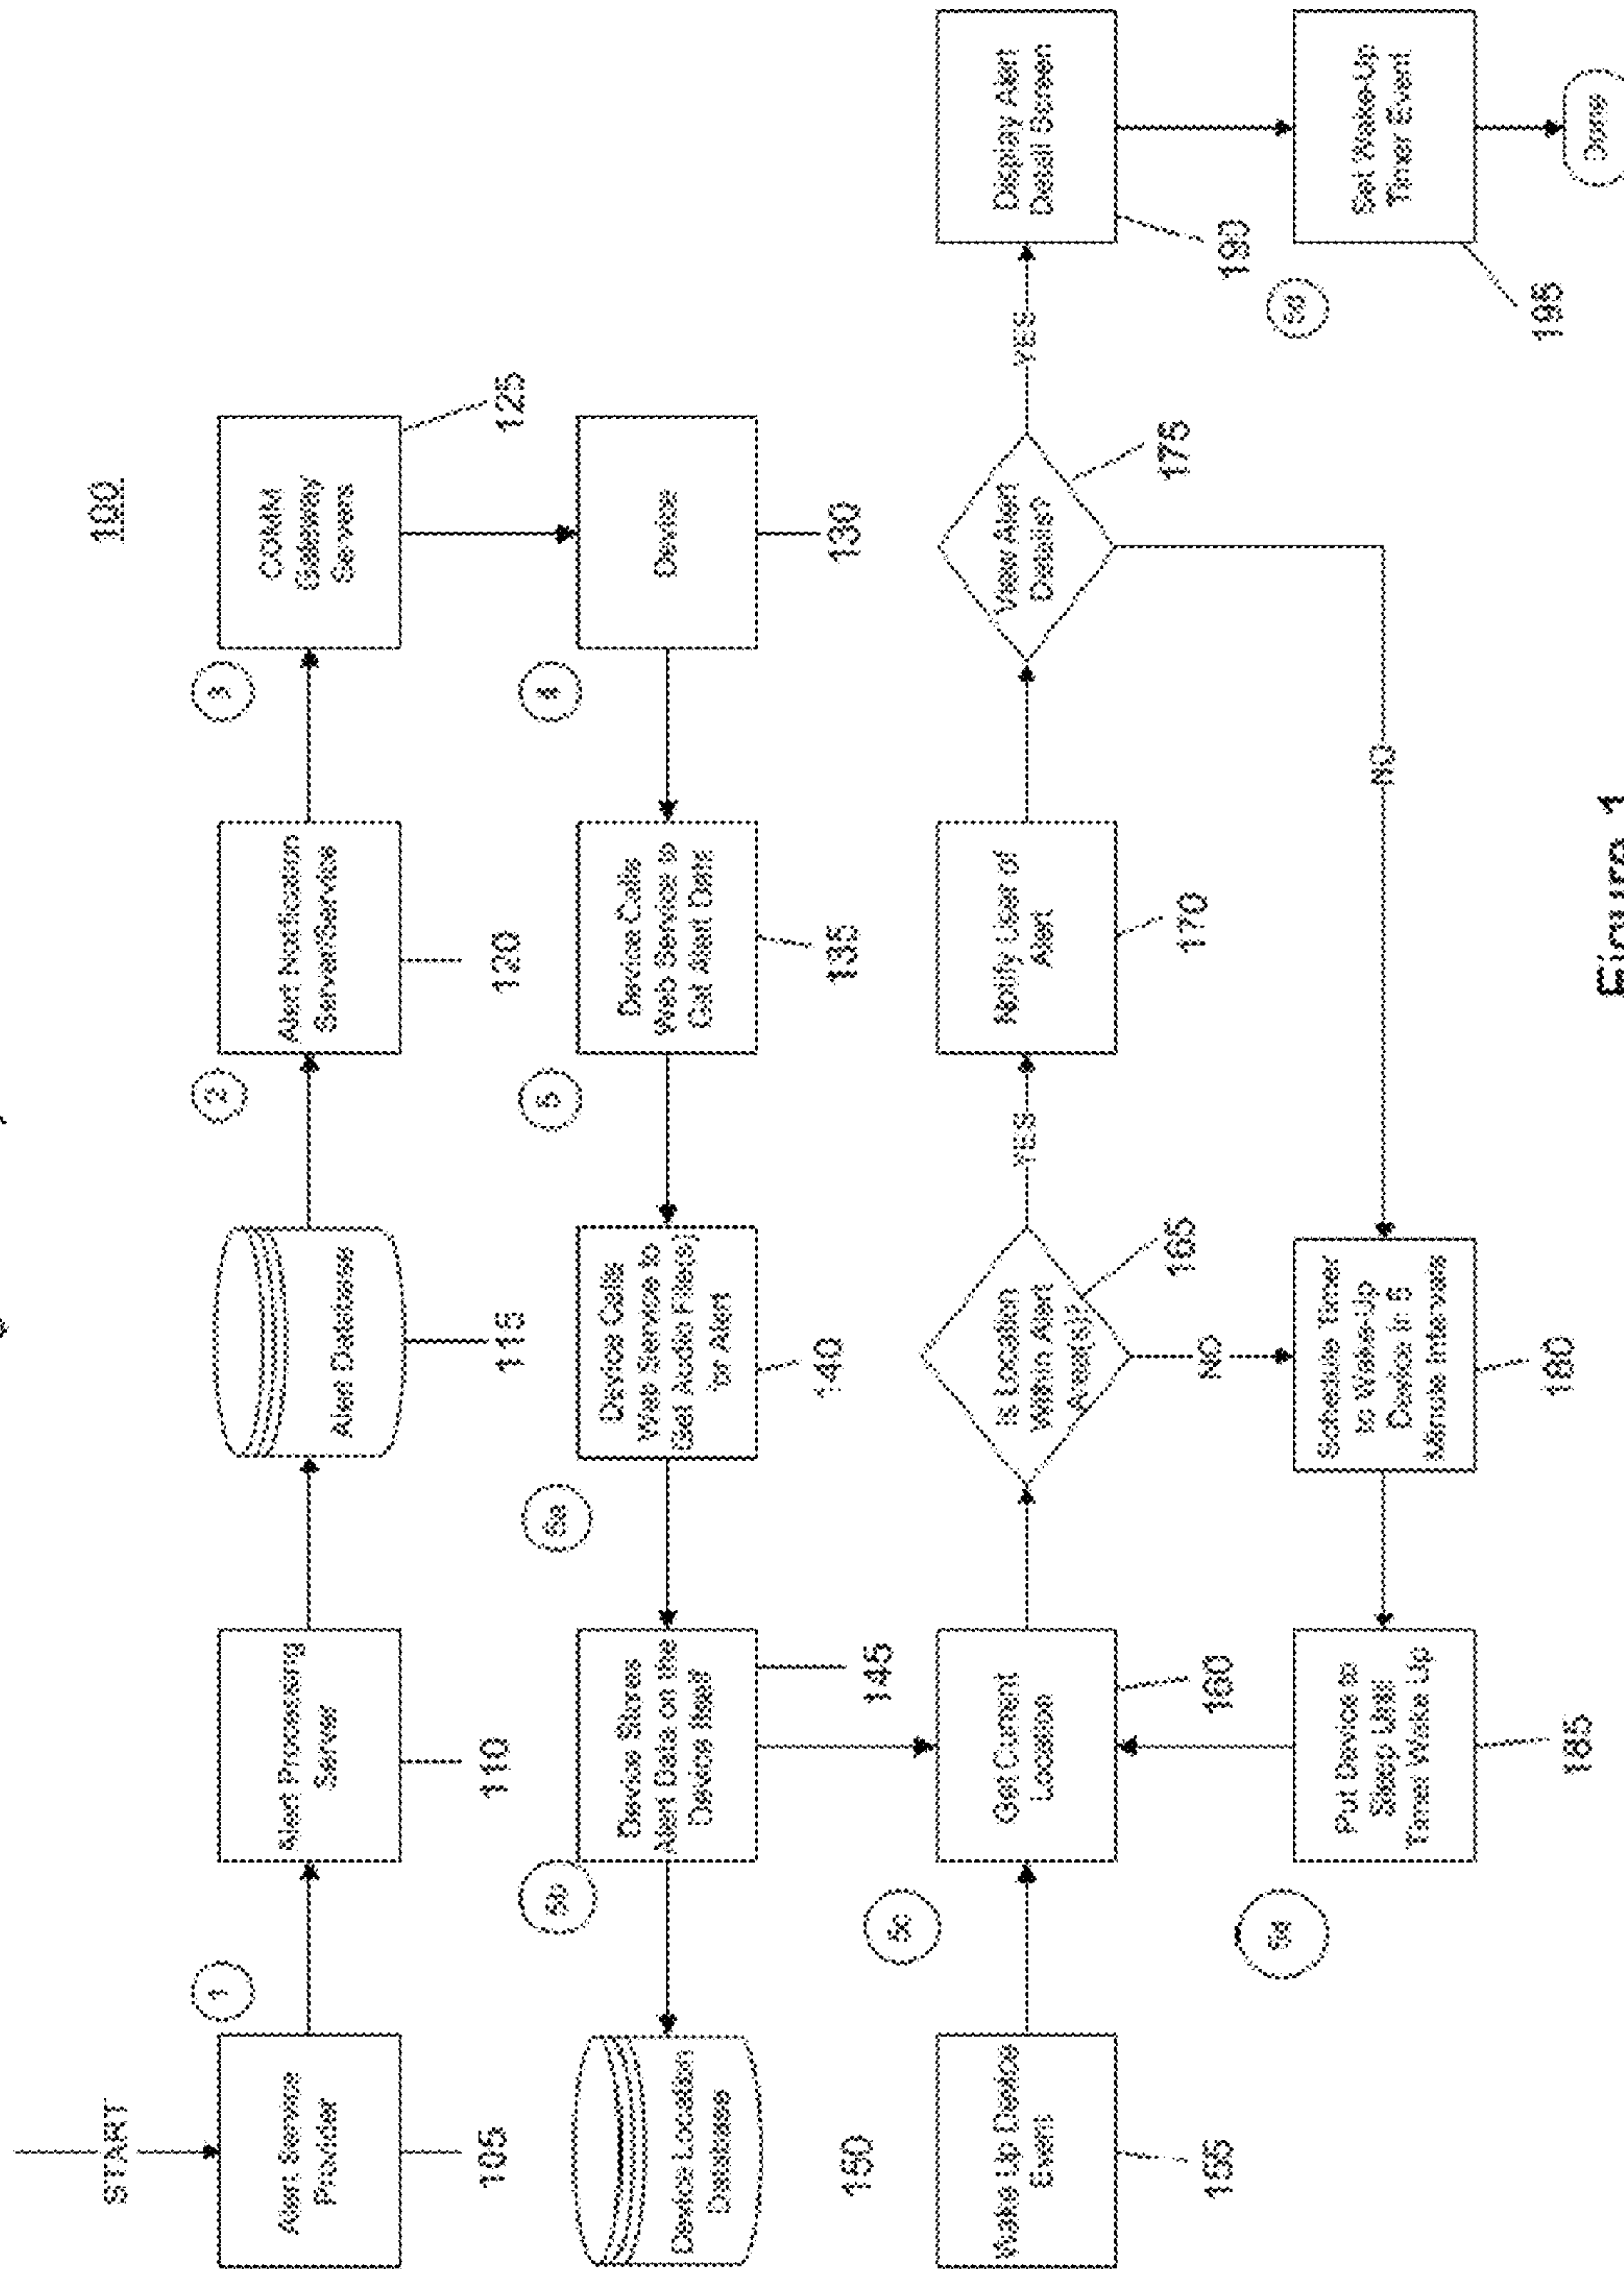 100
START
Alert Service
Provider
105
1
Alert Processing
Server
110
Alert Database
115
2
Alert Notification
Server/Service
120
3
COMM
Gateway
Servers
125
Device
130
4
Device Calls
Web Service to
Get Alert Data
135
5
Device Calls
Web Service to
Get Audio File(s)
for Alert
140
5a
Device Stores
Alert Data on the
Device Itself
145
5b
Device Location
Database
150
Wake Up Device
Event
155
5c
Get Current
Location
160
Is Location
Within Alert
Area(s)?
165
YES
NO
Notify User of
Alert
170
View Alert
Details?
175
YES
NO
Display Alert
Detail Screen
190
Schedule Timer
to Wake-Up
Device in 5
Minute Intervals
180
Put Device to
Sleep Until
Timer Wake Up
185
5d
Set Wake-Up
Timer Event
195
Done
Figure 1